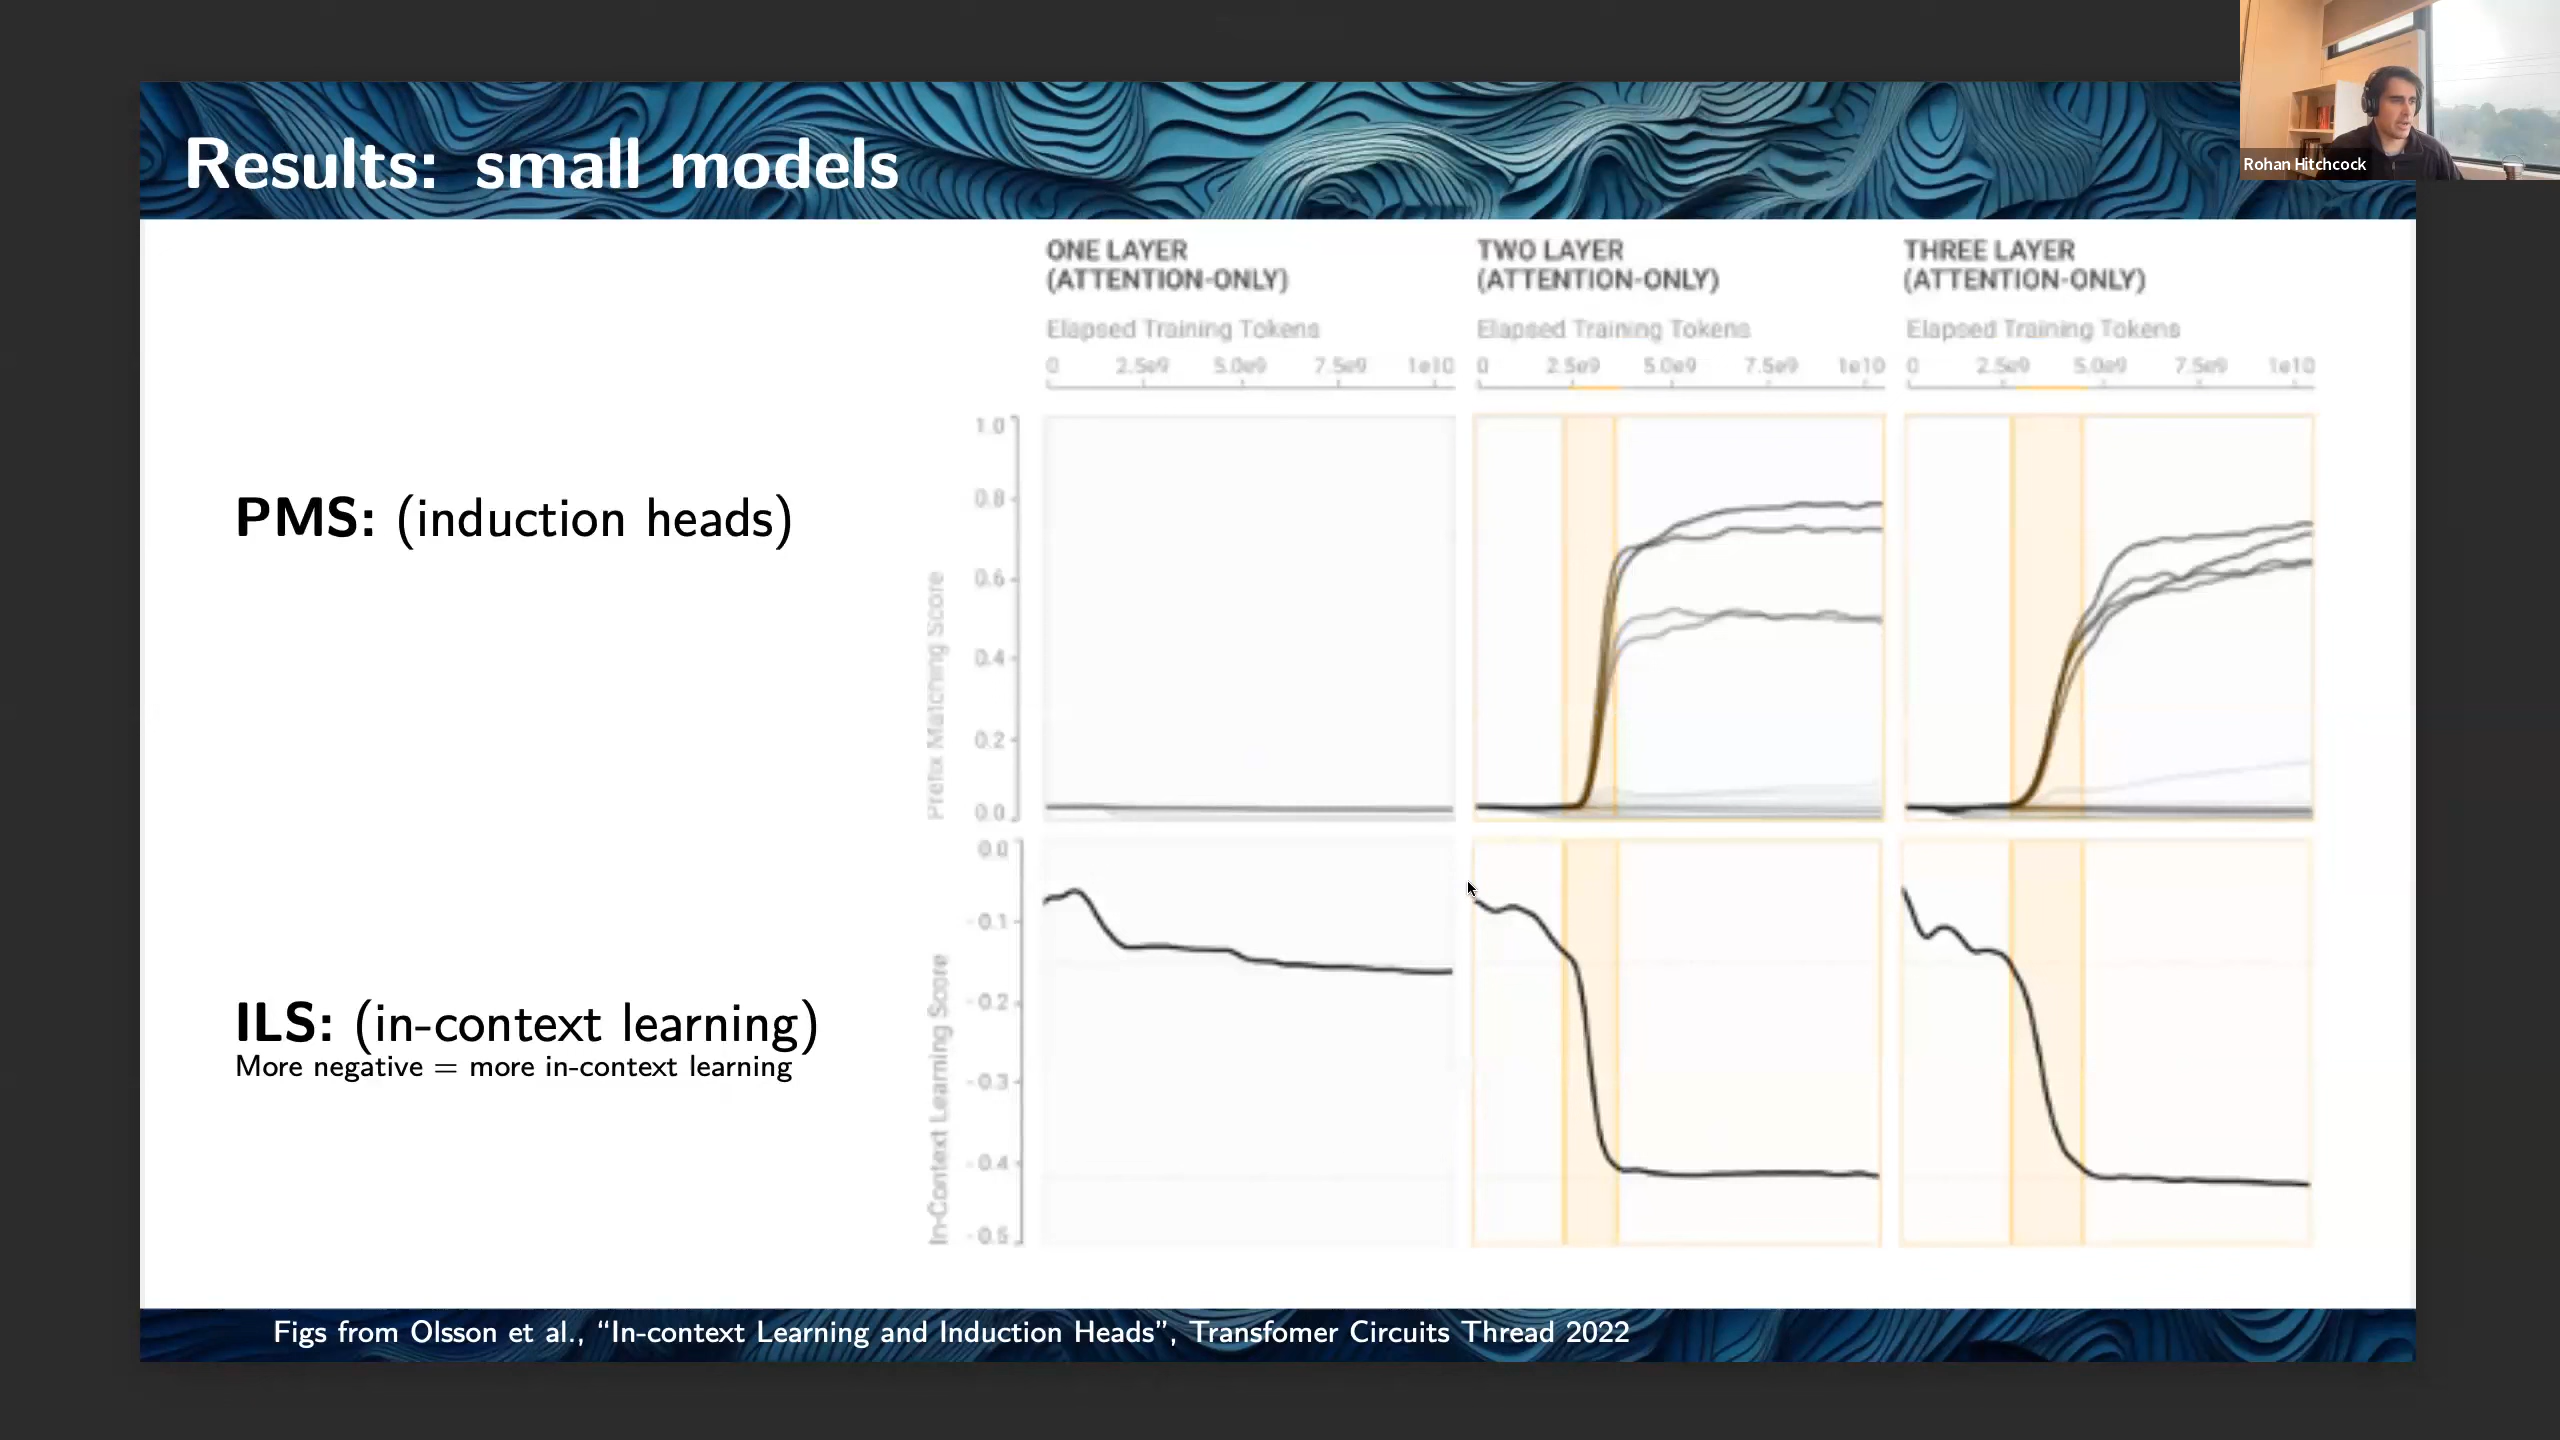 Rohan Hitchcock
Results: small models
ONE LAYER
(ATTENTION-ONLY)
TWO LAYER
(ATTENTION-ONLY)
THREE LAYER
(ATTENTION-ONLY)
Elapsed Training Tokens
Elapsed Training Tokens
Elapsed Training Tokens
0 2.5e9 5.0e9 7.5e9 1e10
0 2.5e9 5.0e9 7.5e9 1e10
0 2.5e9 5.0e9 7.5e9 1e10
PMS: (induction heads)
Prefix Matching Score
1.0
0.8
0.6
0.4
0.2
0.0
ILS: (in-context learning)
More negative = more in-context learning
In-Context Learning Score
0.0
-0.1
-0.2
-0.3
-0.4
-0.5
Figs from Olsson et al., “In-context Learning and Induction Heads”, Transfomer Circuits Thread 2022